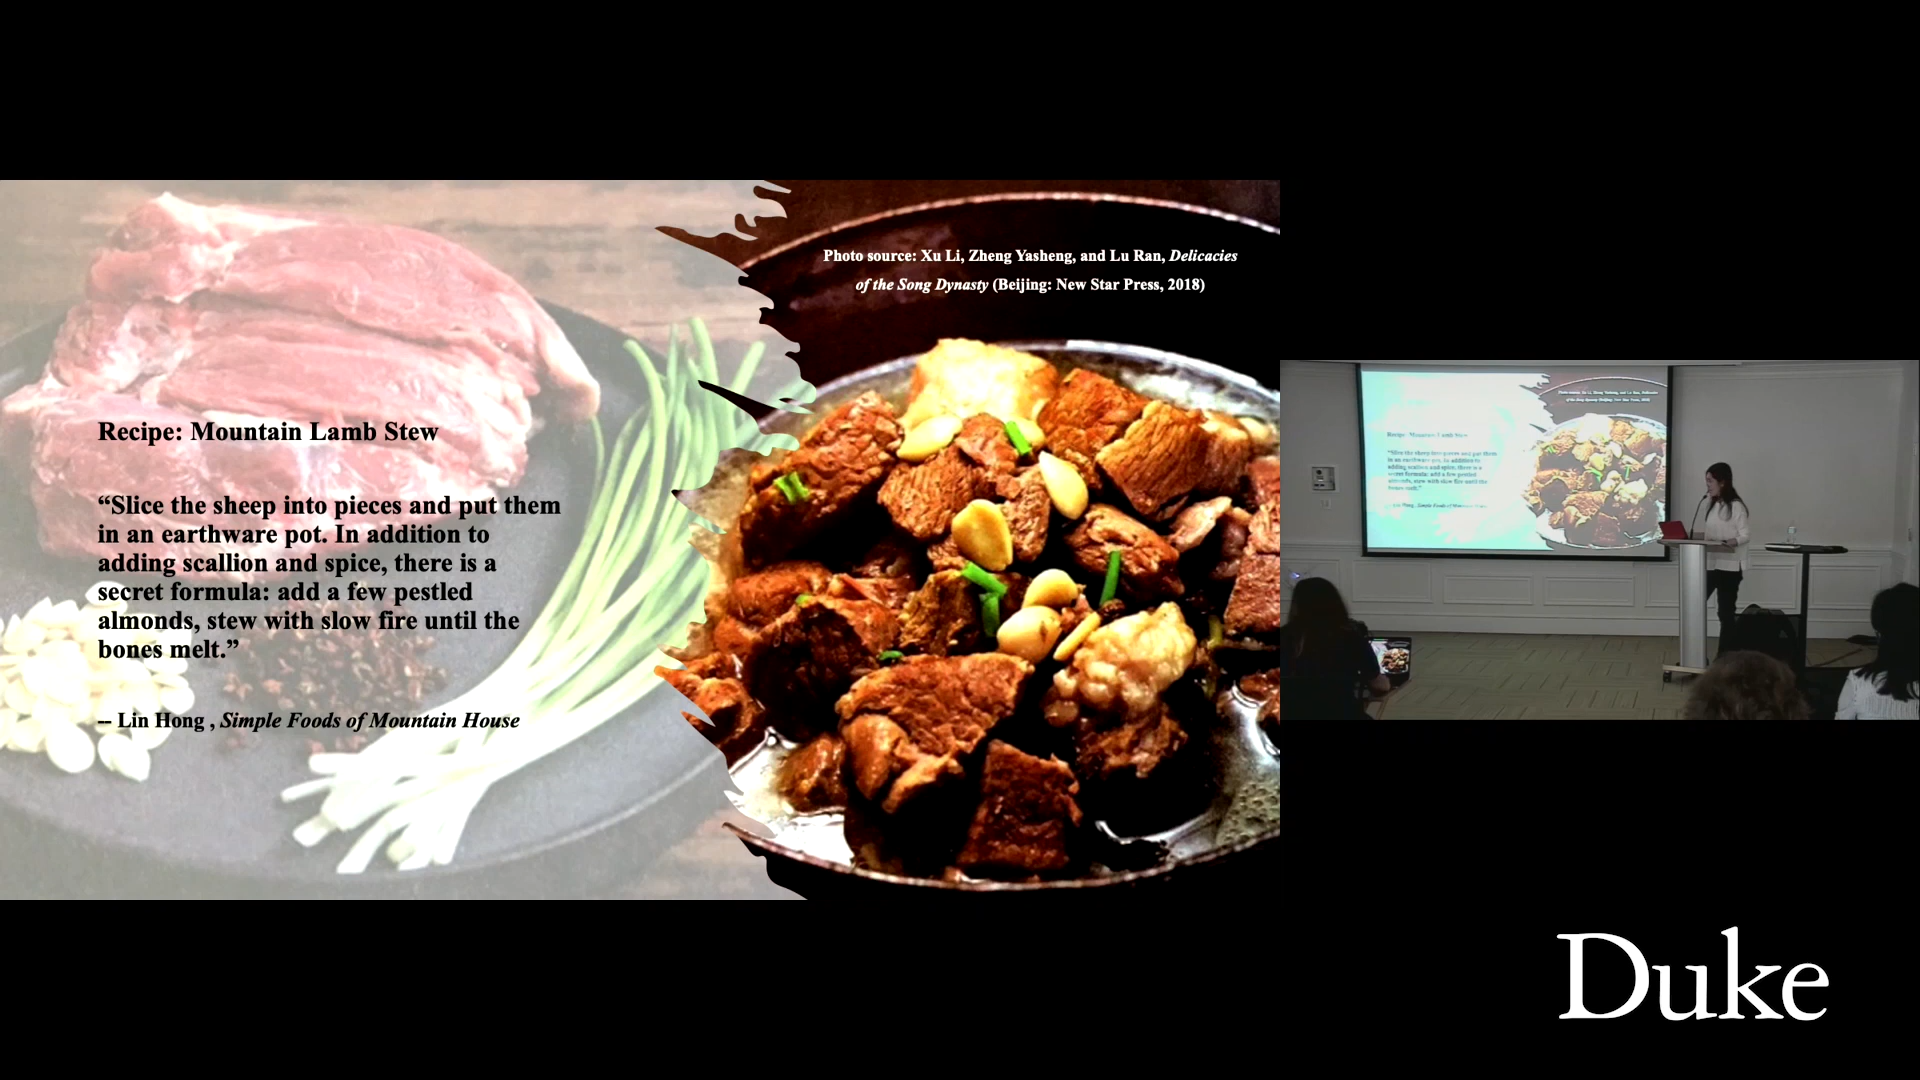 Photo source: Xu Li, Zheng Yasheng, and Lu Ran, Delicacies
of the Song Dynasty (Beijing: New Star Press, 2018)
Recipe: Mountain Lamb Stew
“Slice the sheep into pieces and put them
in an earthware pot. In addition to
adding scallion and spice, there is a
secret formula: add a few pestled
almonds, stew with slow fire until the
bones melt.”
-- Lin Hong , Simple Foods of Mountain House
Duke